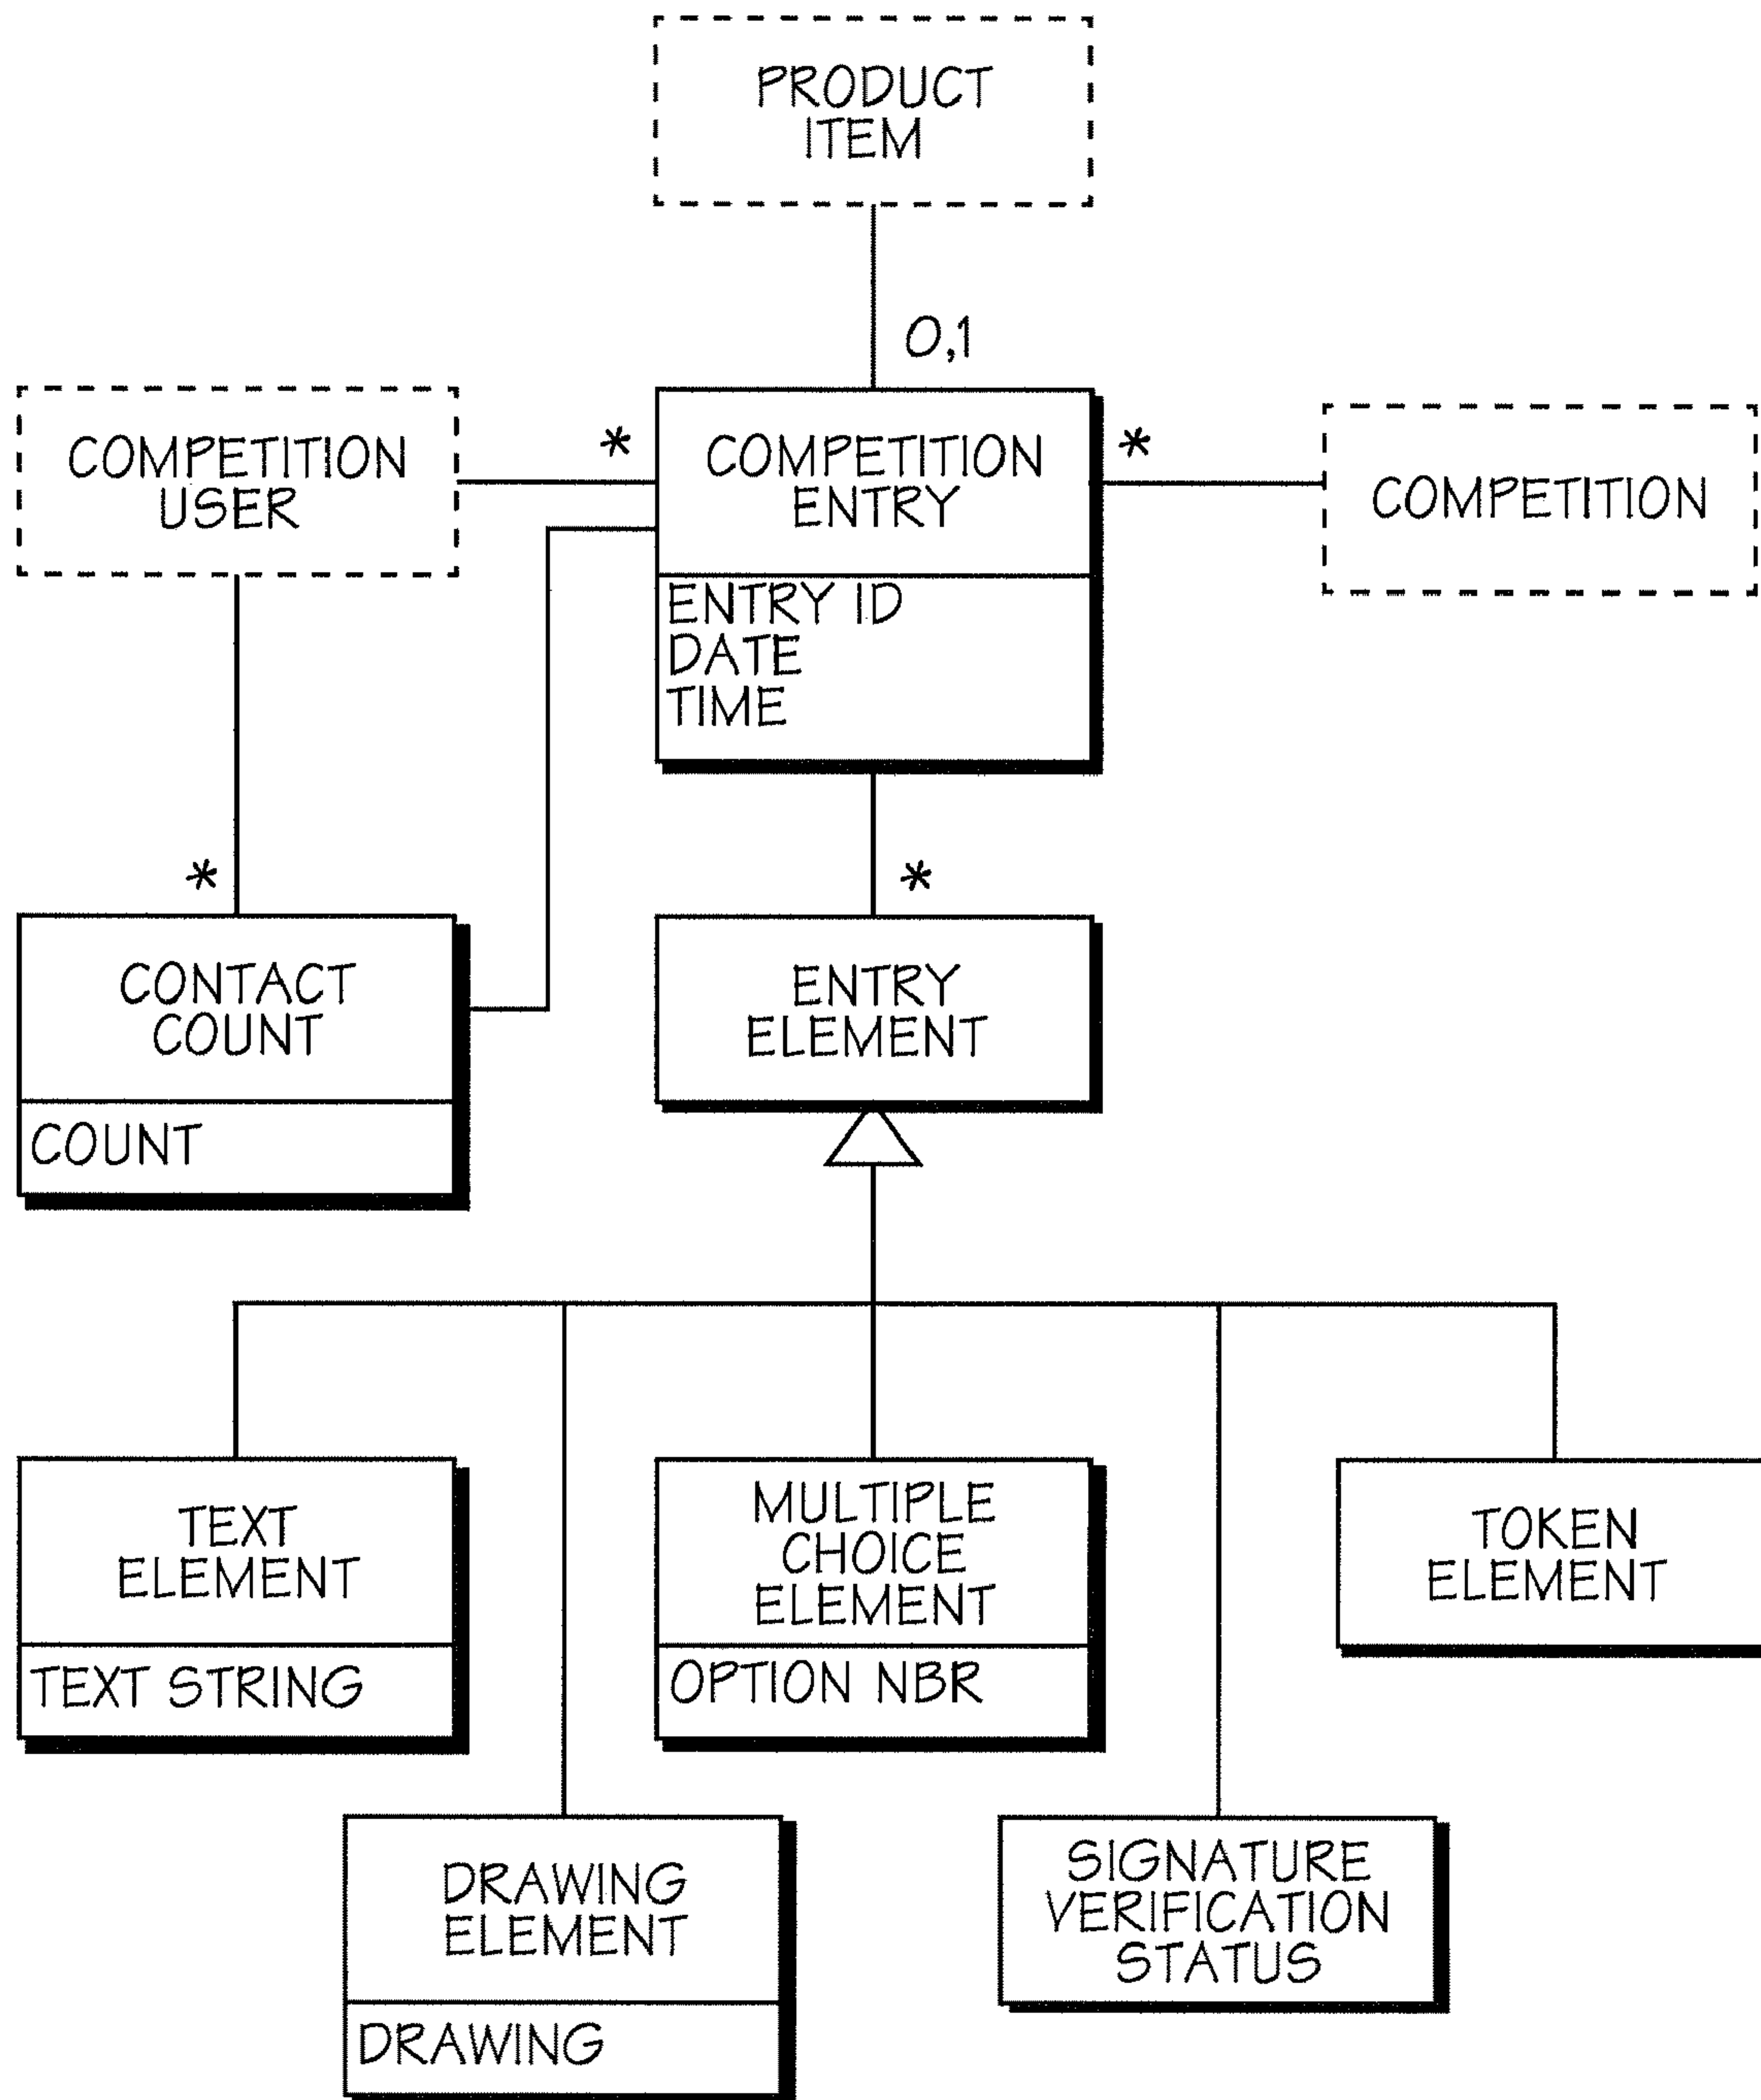 PRODUCT
ITEM
0,1
COMPETITION
USER
*
COMPETITION
ENTRY
*
COMPETITION
ENTRY ID
DATE
TIME
*
*
CONTACT
COUNT
COUNT
ENTRY
ELEMENT
TEXT
ELEMENT
TEXT STRING
MULTIPLE
CHOICE
ELEMENT
OPTION NBR
TOKEN
ELEMENT
DRAWING
ELEMENT
DRAWING
SIGNATURE
VERIFICATION
STATUS